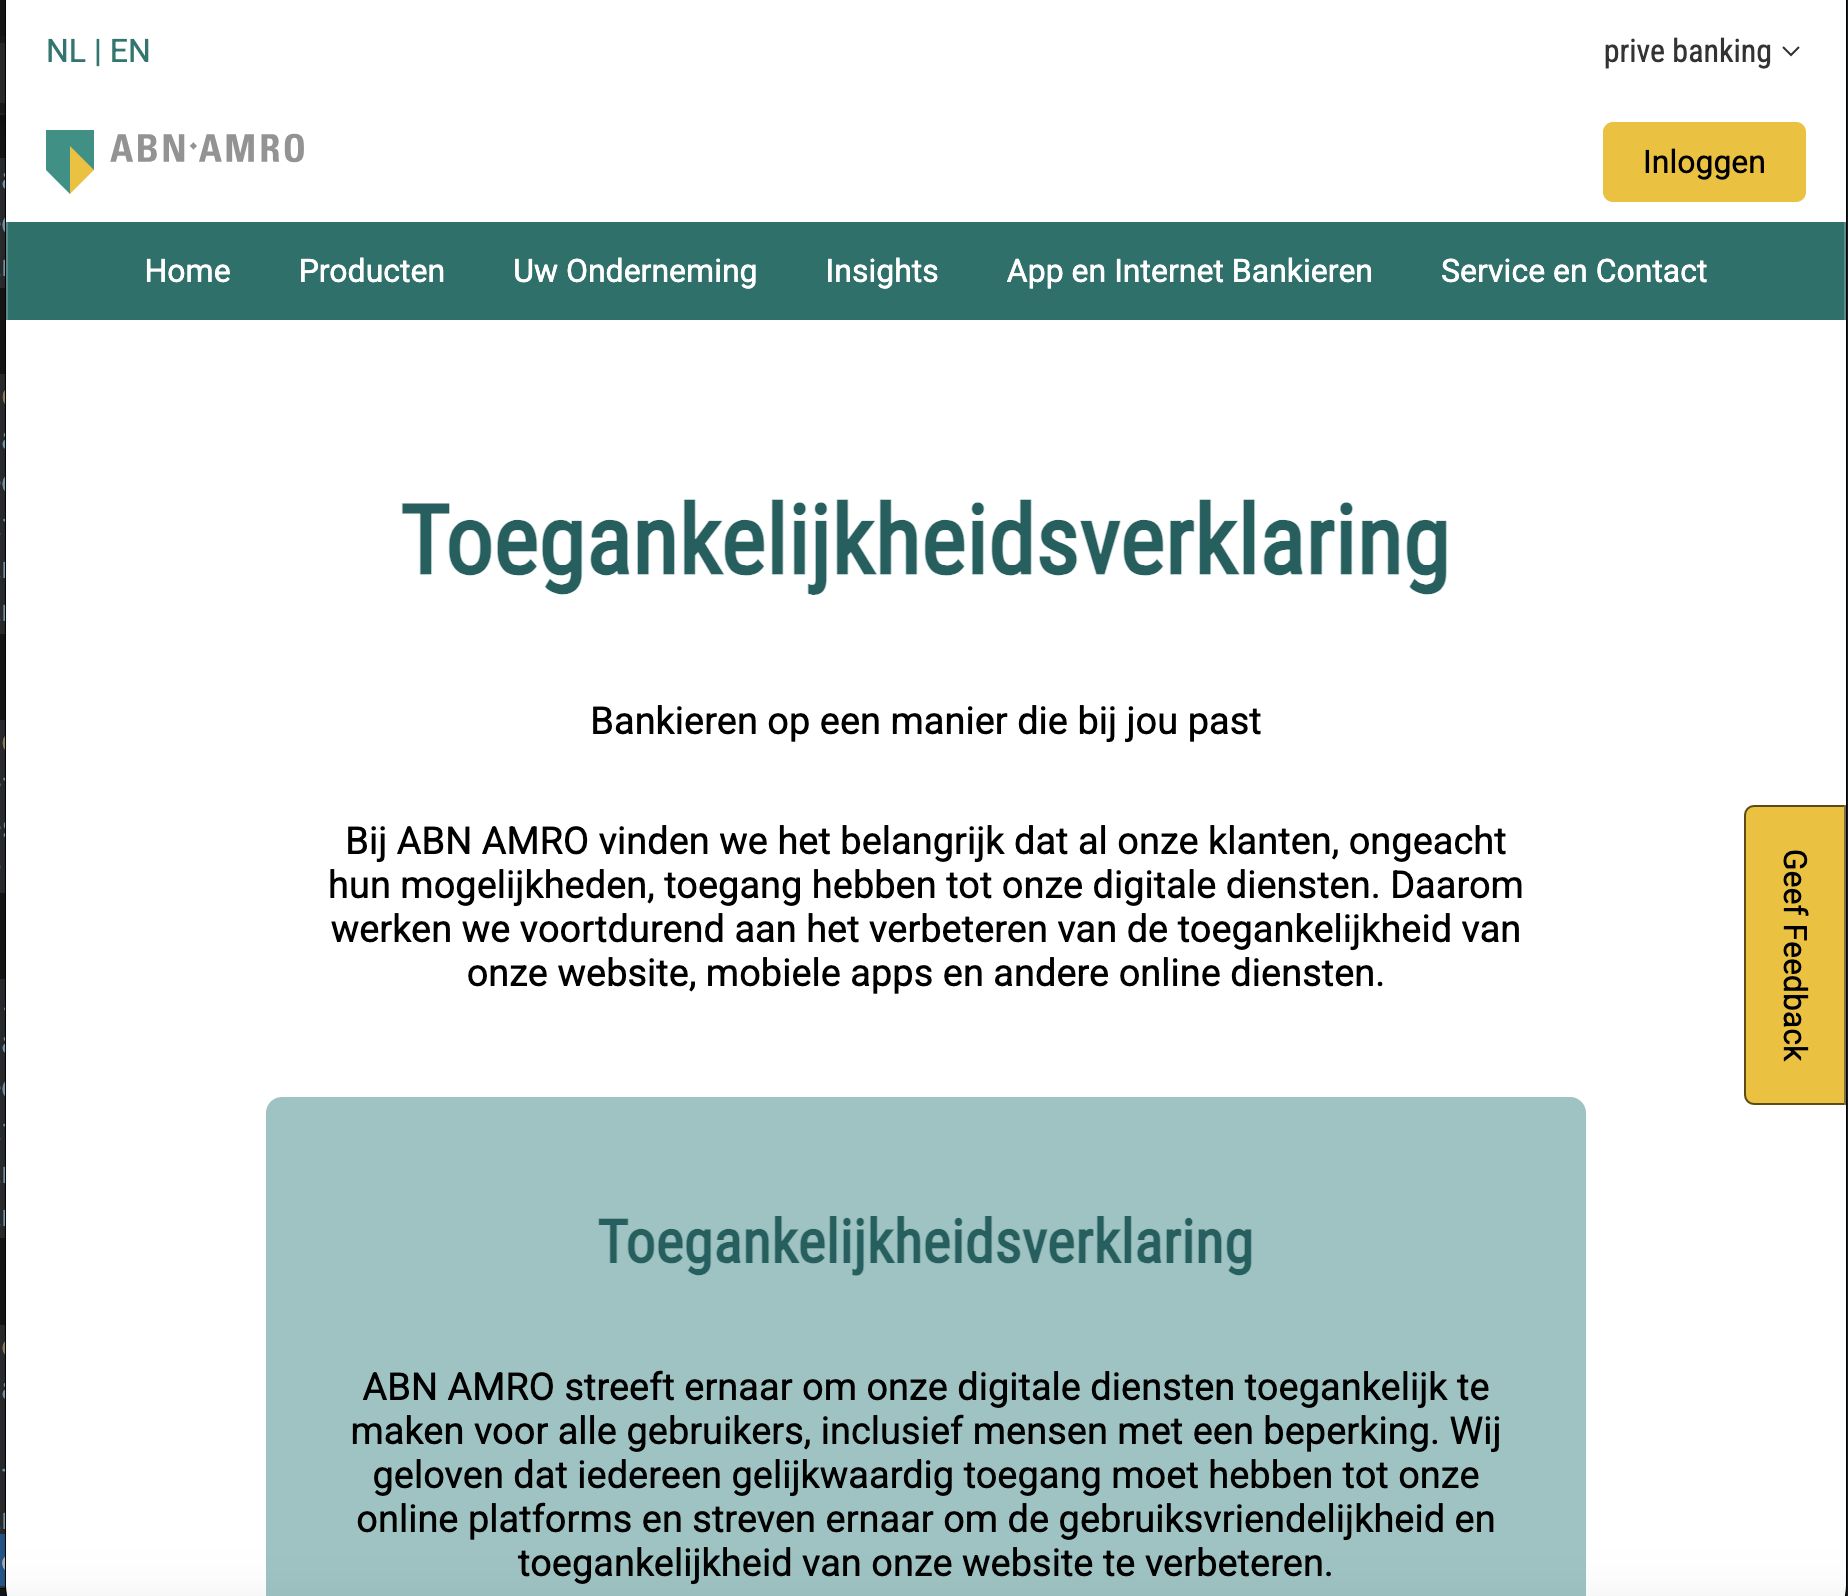 NL | EN
prive banking
ABN·AMRO
Inloggen
Home Producten Uw Onderneming Insights App en Internet Bankieren Service en Contact
Toegankelijkheidsverklaring
Bankieren op een manier die bij jou past
Bij ABN AMRO vinden we het belangrijk dat al onze klanten, ongeacht
hun mogelijkheden, toegang hebben tot onze digitale diensten. Daarom
werken we voortdurend aan het verbeteren van de toegankelijkheid van
onze website, mobiele apps en andere online diensten.
Geef Feedback
Toegankelijkheidsverklaring
ABN AMRO streeft ernaar om onze digitale diensten toegankelijk te
maken voor alle gebruikers, inclusief mensen met een beperking. Wij
geloven dat iedereen gelijkwaardig toegang moet hebben tot onze
online platforms en streven ernaar om de gebruiksvriendelijkheid en
toegankelijkheid van onze website te verbeteren.